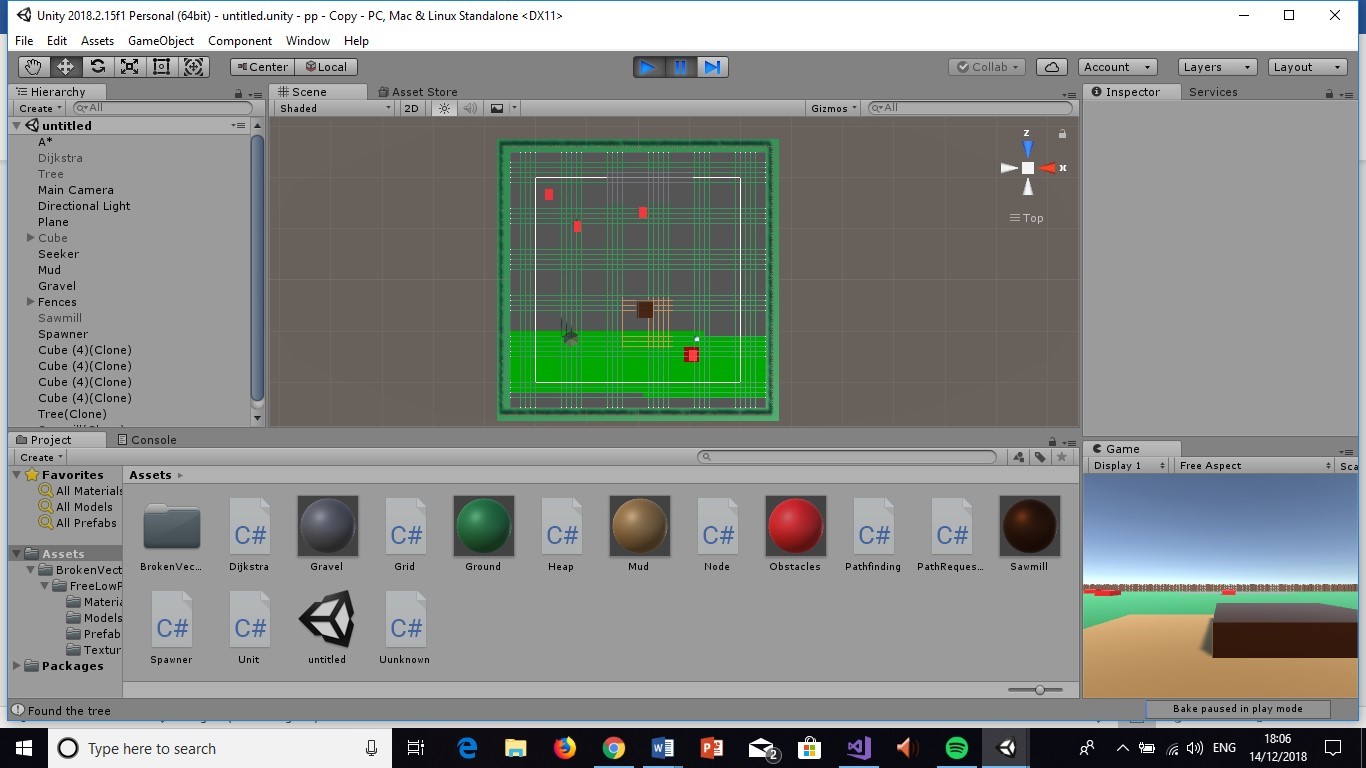 Unity 2018.2.15f1 Personal (64bit) - untitled.unity - pp - Copy - PC, Mac & Linux Standalone <DX11>
File Edit Assets GameObject Component Window Help
Center Local Collab Account Layers Layout
Hierarchy Scene Asset Store Inspector Services
Create All Shaded 2D Gizmos All
untitled
A*
Dijkstra
Tree
Main Camera
Directional Light
Plane
Cube
Seeker
Mud
Gravel
Fences
Sawmill
Spawner
Cube (4)(Clone)
Cube (4)(Clone)
Cube (4)(Clone)
Cube (4)(Clone)
Tree(Clone)
z
x
Top
Project Console
Create
Favorites
All Materials
All Models
All Prefabs
Assets
BrokenVect
FreeLowP
Materia
Models
Prefab
Textur
Packages
Assets
BrokenVec... Dijkstra Gravel Grid Ground Heap Mud Node Obstacles Pathfinding PathReques... Sawmill
C# C# C# C# C# C#
Spawner Unit untitled Uunknown
C# C# C#
Game
Display 1 Free Aspect Sca
Found the tree
Bake paused in play mode
Type here to search
2
ENG
18:06
14/12/2018